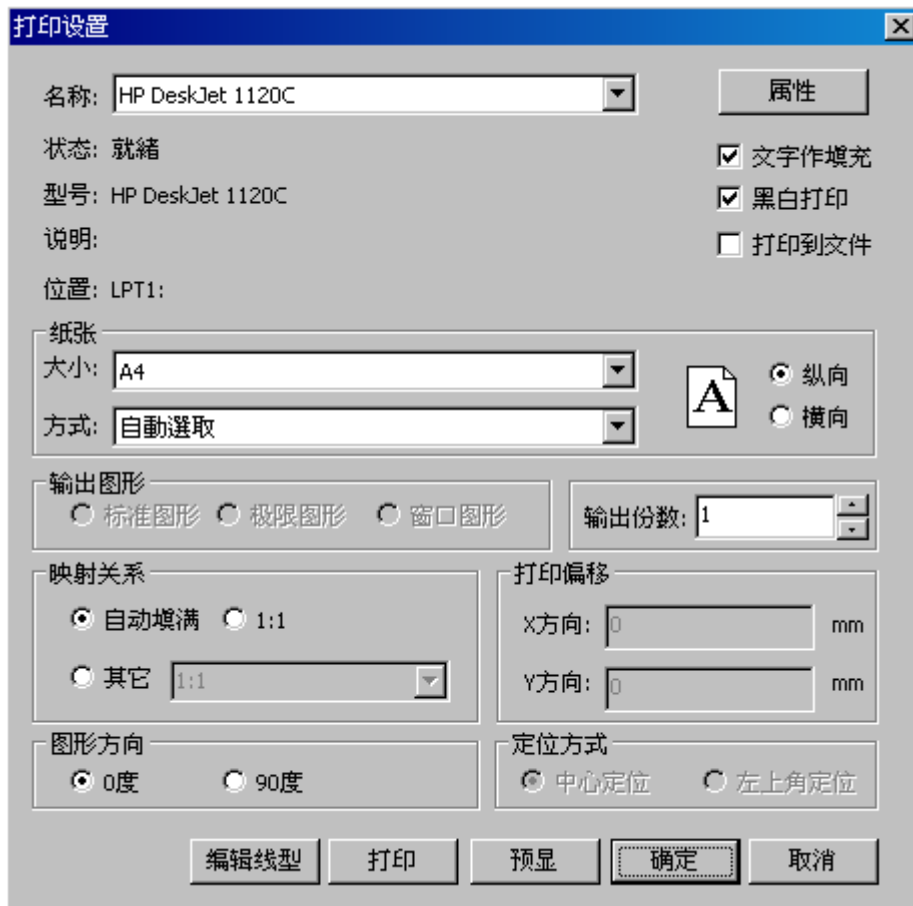 打印设置
名称: HP DeskJet 1120C 属性
状态: 就緒 文字作填充
型号: HP DeskJet 1120C 黑白打印
说明: 打印到文件
位置: LPT1:
纸张
大小: A4 A 纵向
方式: 自動選取 横向
输出图形
标准图形 极限图形 窗口图形 输出份数: 1
映射关系 打印偏移
自动填满 1:1 X方向: 0 mm
其它 1:1 Y方向: 0 mm
图形方向 定位方式
0度 90度 中心定位 左上角定位
编辑线型 打印 预显 确定 取消